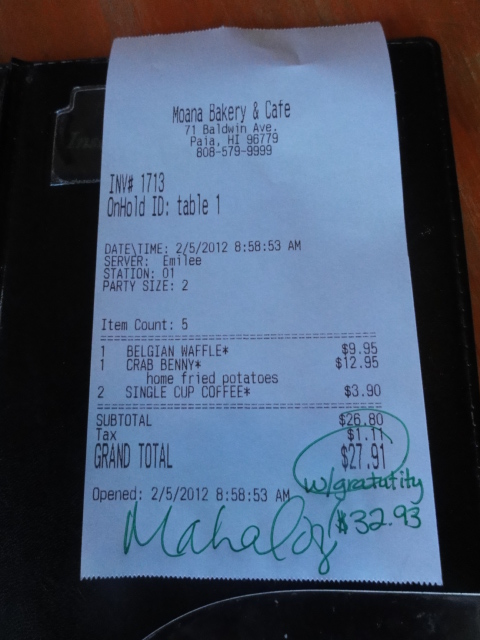 Moana Bakery & Cafe
71 Baldwin Ave.
Paia, HI 96779
808-579-9999
INV# 1713
OnHold ID: table 1
DATE\TIME: 2/5/2012 8:58:53 AM
SERVER: Emilee
STATION: 01
PARTY SIZE: 2
Item Count: 5
1 BELGIAN WAFFLE* $9.95
1 CRAB BENNY* $12.95
home fried potatoes
2 SINGLE CUP COFFEE* $3.90
SUBTOTAL $26.80
Tax $1.11
GRAND TOTAL $27.91
w/gratutity
Opened: 2/5/2012 8:58:53 AM
$32.93